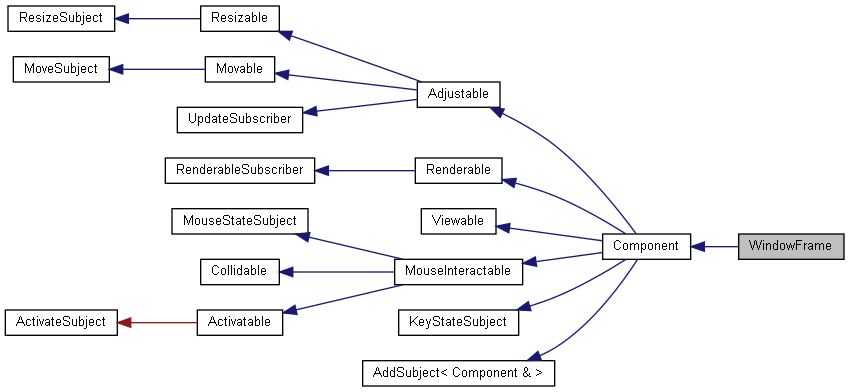 ResizeSubject
Resizable
MoveSubject
Movable
Adjustable
UpdateSubscriber
RenderableSubscriber
Renderable
MouseStateSubject
Viewable
Component
WindowFrame
Collidable
MouseInteractable
ActivateSubject
Activatable
KeyStateSubject
AddSubject< Component & >